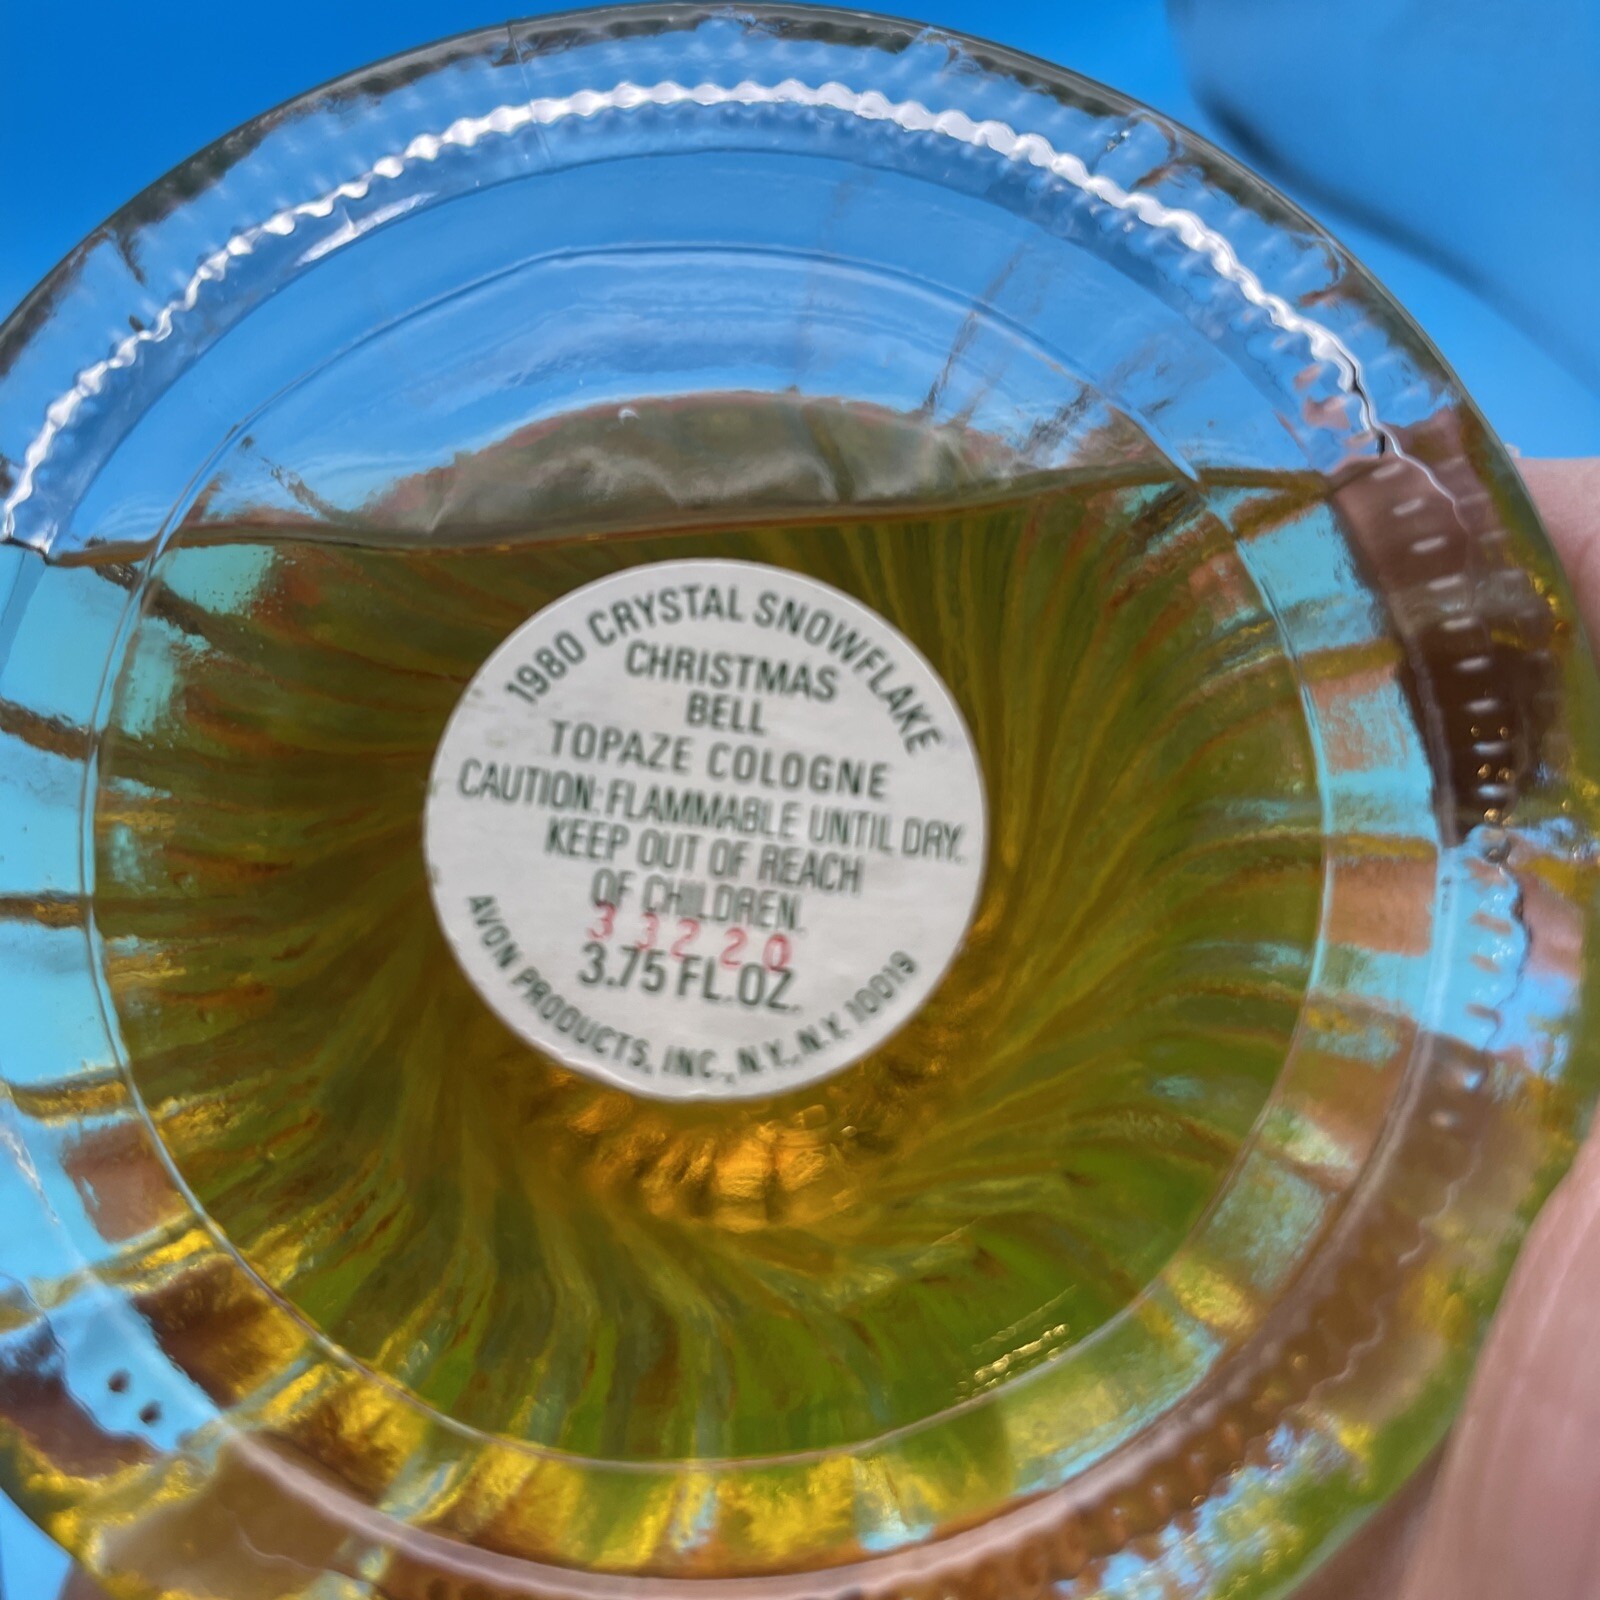 1980 CRYSTAL SNOWFLAKE
CHRISTMAS
BELL
TOPAZE COLOGNE
CAUTION: FLAMMABLE UNTIL DRY.
KEEP OUT OF REACH
OF CHILDREN.
33220
3.75 FL. OZ.
AVON PRODUCTS, INC., N.Y., N.Y. 10019